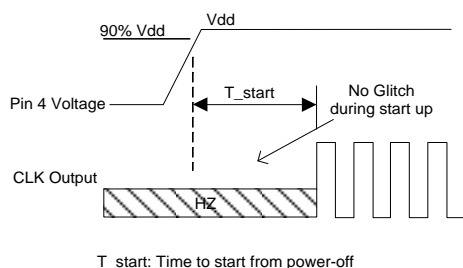 Vdd
90% Vdd
T_start
No Glitch
during start up
Pin 4 Voltage
CLK Output
HZ
T_start: Time to start from power-off